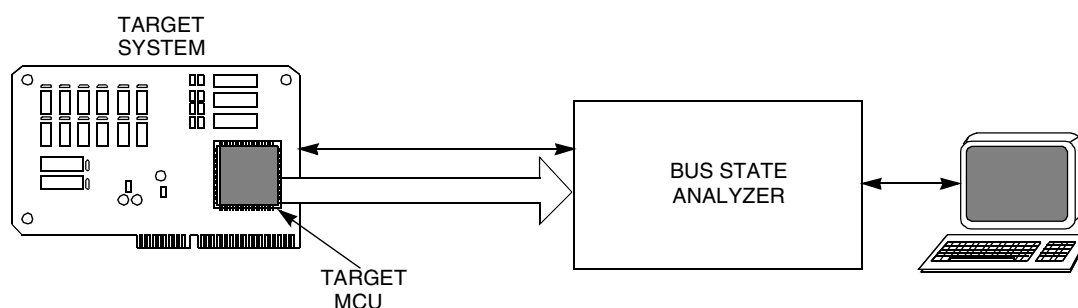 TARGET
SYSTEM
BUS STATE
ANALYZER
TARGET
MCU